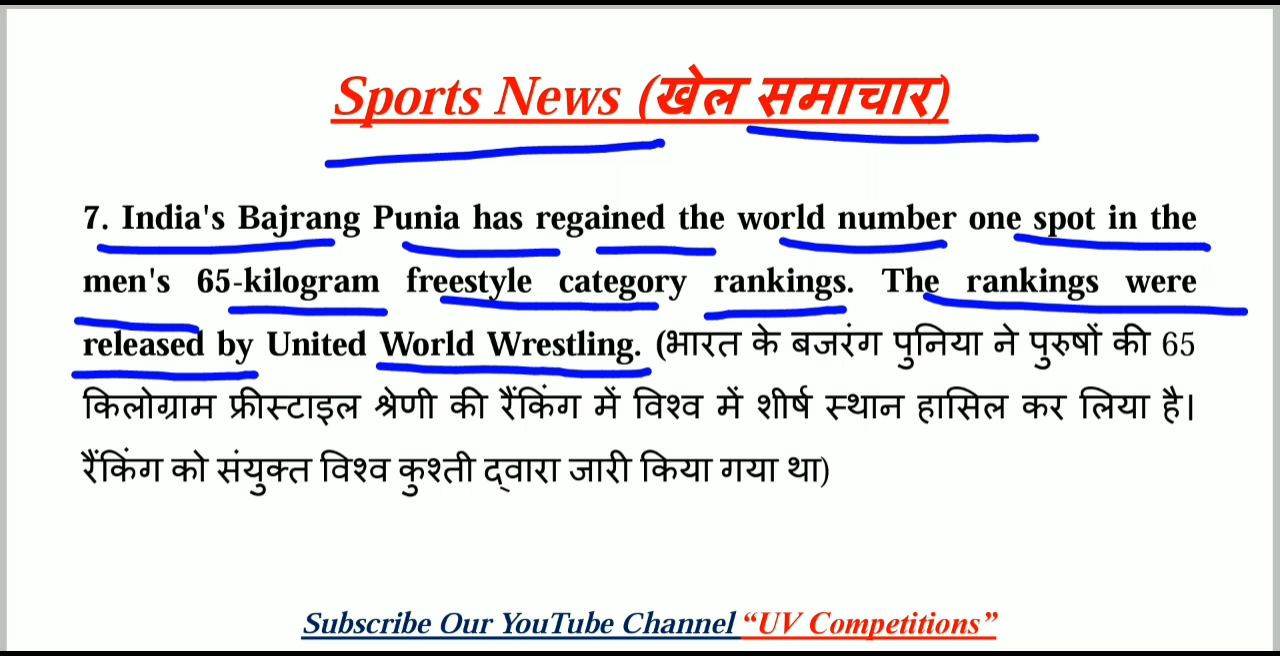 Sports News (खेल समाचार)
7. India's Bajrang Punia has regained the world number one spot in the
men's 65-kilogram freestyle category rankings. The rankings were
released by United World Wrestling. (भारत के बजरंग पुनिया ने पुरुषों की 65
किलोग्राम फ्रीस्टाइल श्रेणी की रैंकिंग में विश्व में शीर्ष स्थान हासिल कर लिया है।
रैंकिंग को संयुक्त विश्व कुश्ती द्वारा जारी किया गया था)
Subscribe Our YouTube Channel “UV Competitions”